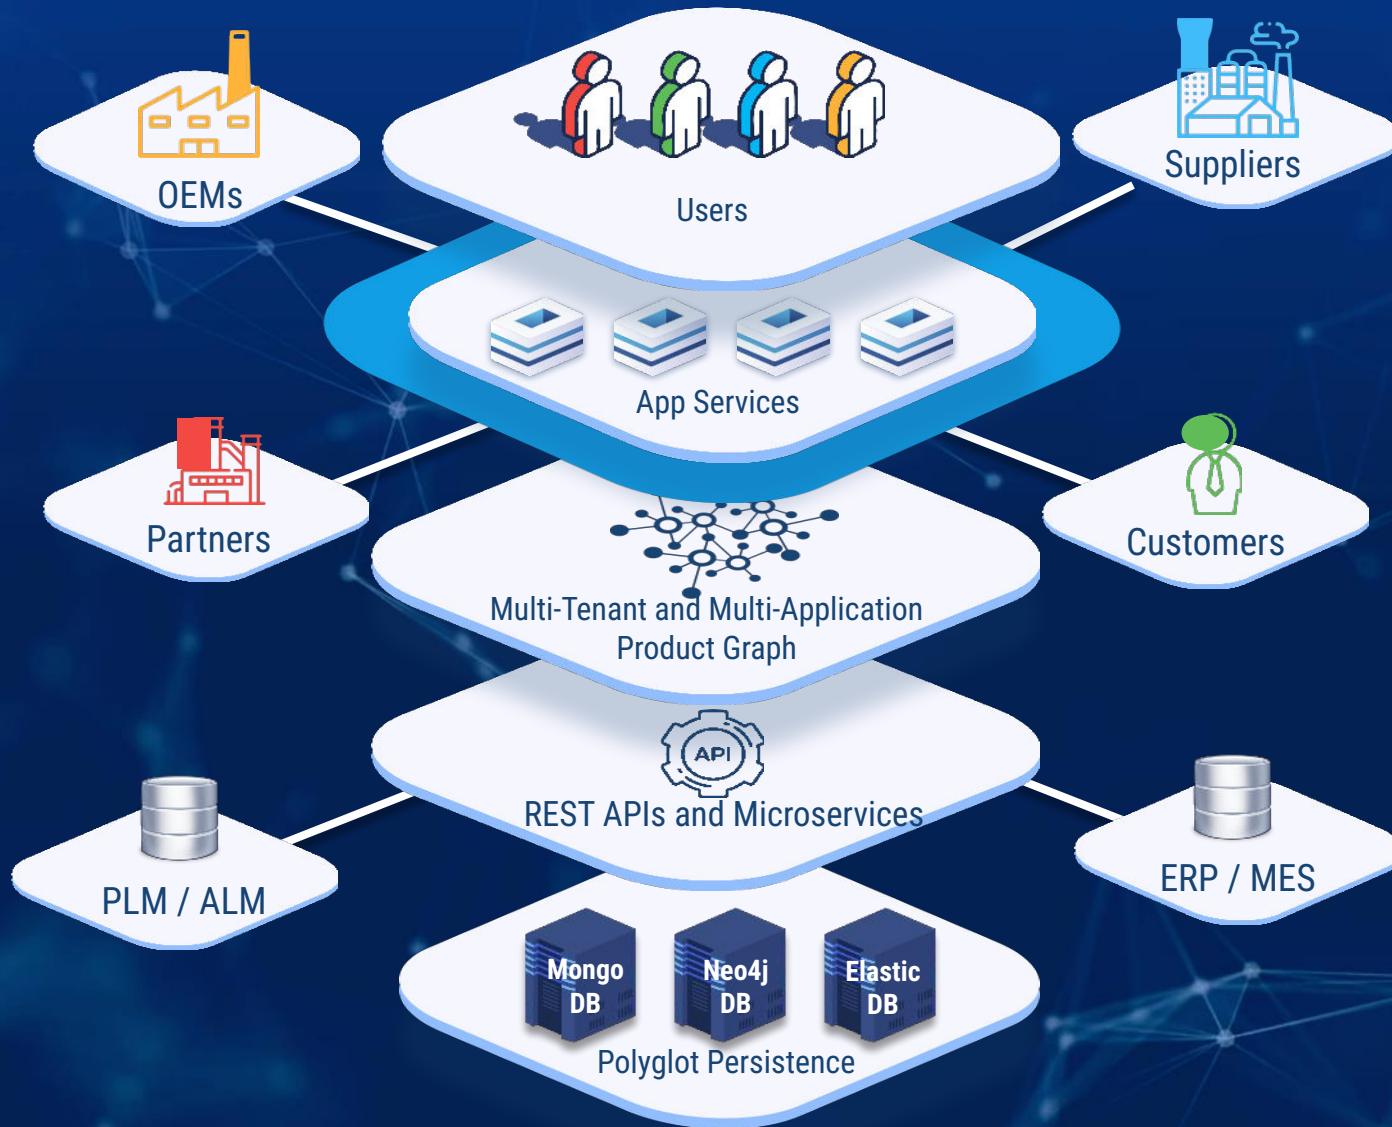 OEMs
Users
Suppliers
App Services
Partners
Customers
Multi-Tenant and Multi-Application
Product Graph
API
REST APIs and Microservices
PLM / ALM
ERP / MES
Mongo
DB
Neo4j
DB
Elastic
DB
Polyglot Persistence